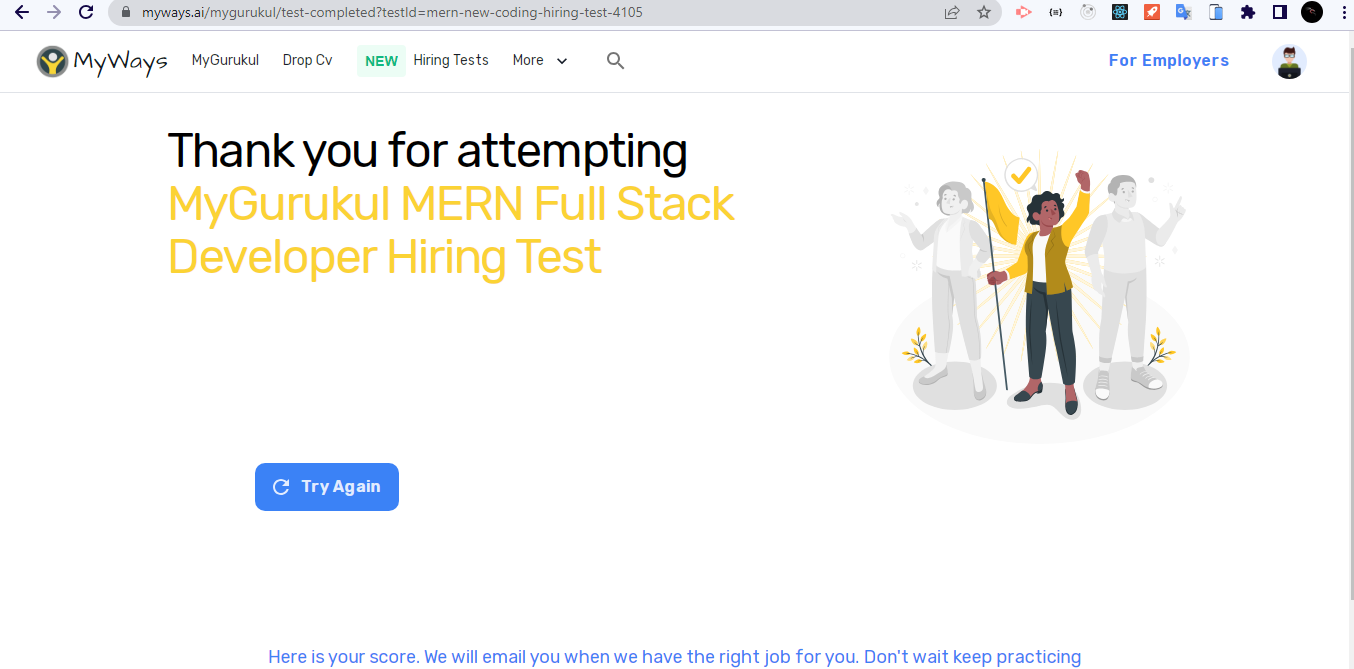 myways.ai/mygurukul/test-completed?testId=mern-new-coding-hiring-test-4105
MyWays MyGurukul Drop Cv NEW Hiring Tests More For Employers
Thank you for attempting
MyGurukul MERN Full Stack
Developer Hiring Test
Try Again
Here is your score. We will email you when we have the right job for you. Don't wait keep practicing